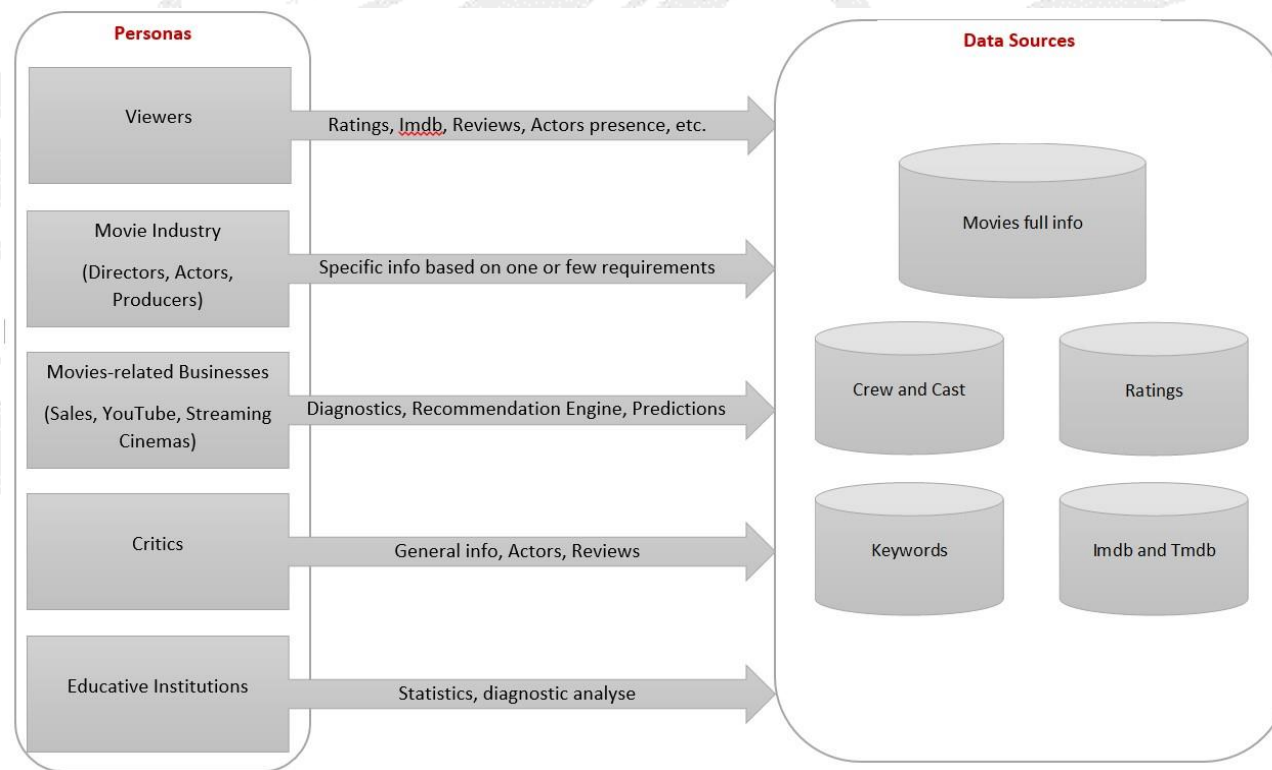 Personas
Viewers
Ratings, Imdb, Reviews, Actors presence, etc.
Movie Industry
(Directors, Actors,
Producers)
Specific info based on one or few requirements
Movies-related Businesses
(Sales, YouTube, Streaming
Cinemas)
Diagnostics, Recommendation Engine, Predictions
Critics
General info, Actors, Reviews
Educative Institutions
Statistics, diagnostic analyse
Data Sources
Movies full info
Crew and Cast
Ratings
Keywords
Imdb and Tmdb